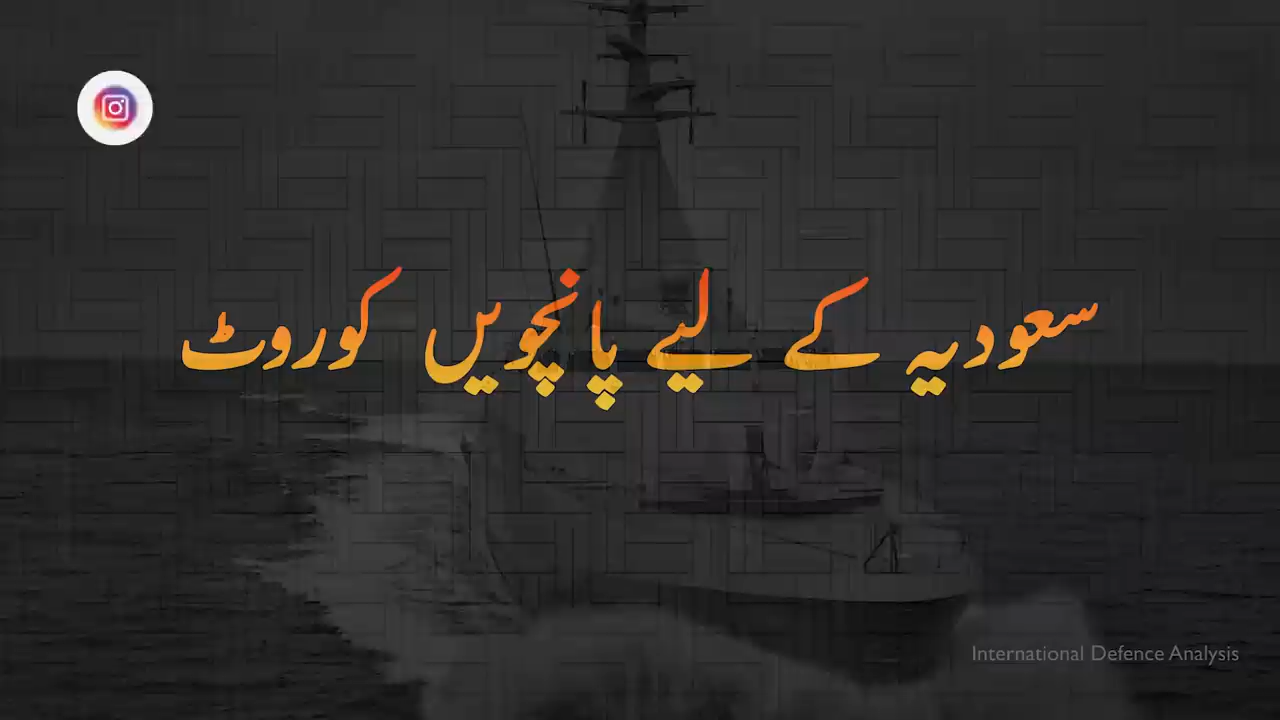 سعودیہ کے لیے پانچویں کوروٹ
International Defence Analysis